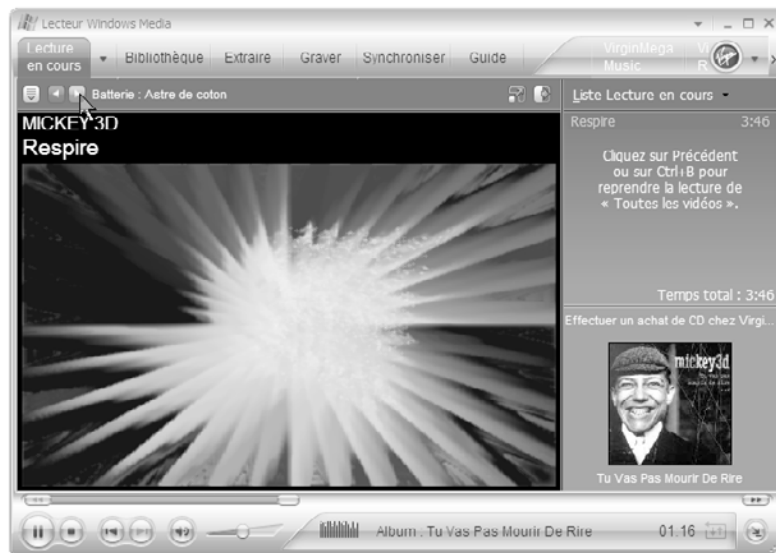 Lecteur Windows Media
Lecture en cours
Bibliothèque
Extraire
Graver
Synchroniser
Guide
VirginMega Music
Batterie : Astre de coton
Liste Lecture en cours
MICKEY 3D
Respire
Respire 3:46
Cliquez sur Précédent
ou sur Ctrl+B pour
reprendre la lecture de
« Toutes les vidéos ».
Temps total : 3:46
Effectuer un achat de CD chez Virgi...
mickey3d
Tu Vas Pas Mourir De Rire
Album : Tu Vas Pas Mourir De Rire 01:16